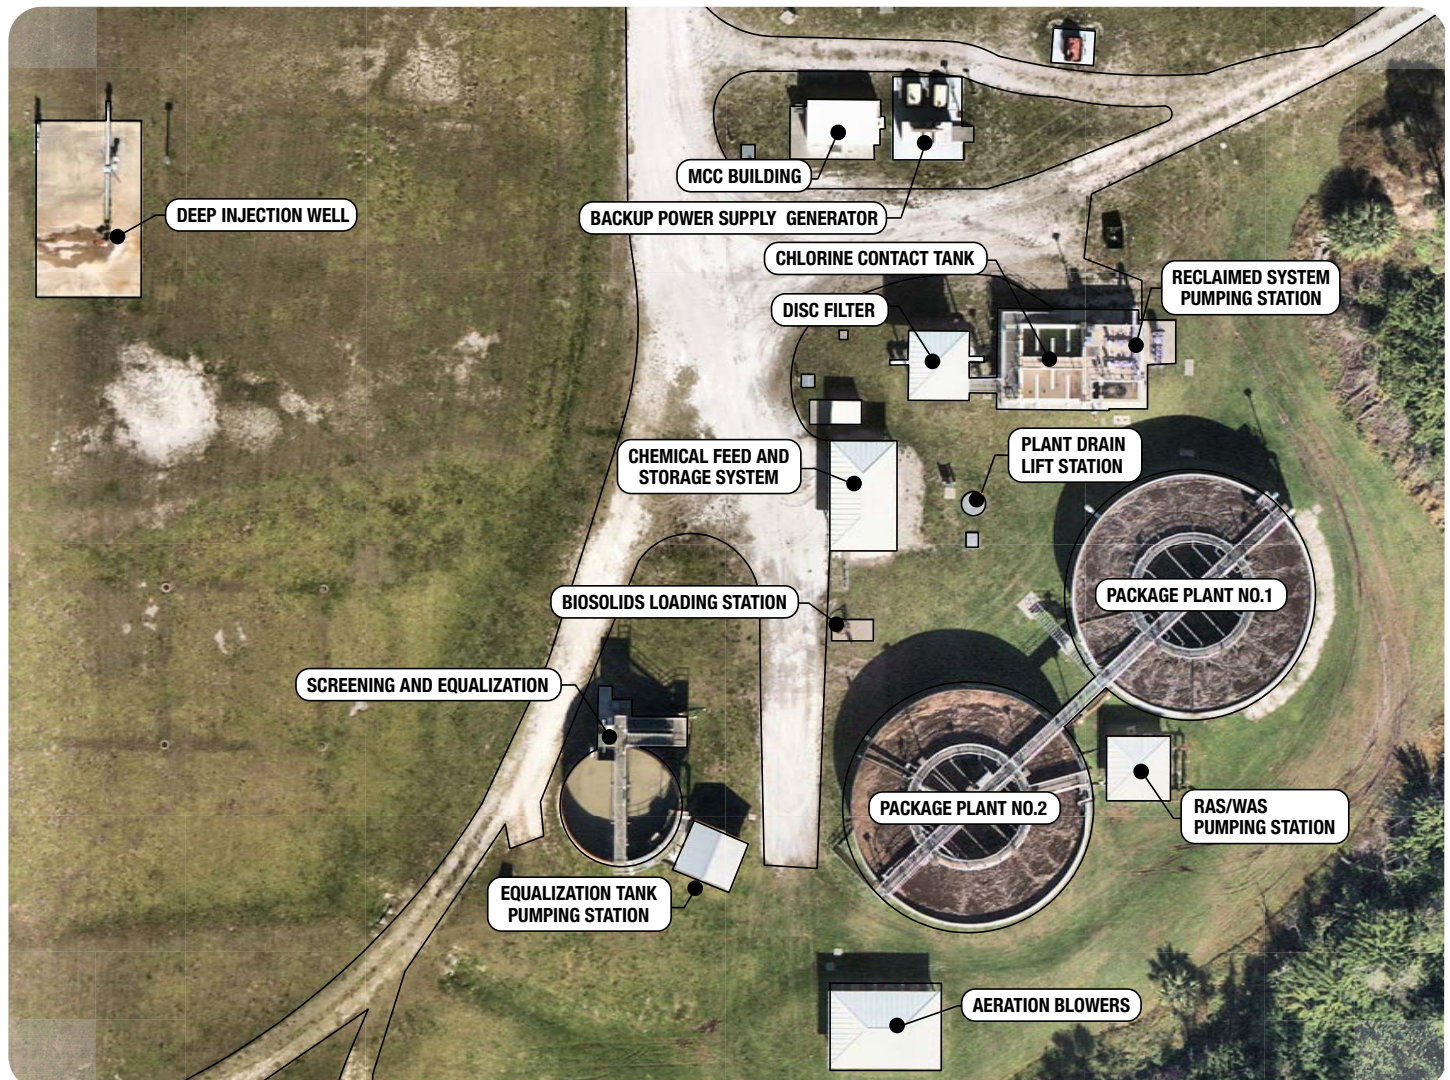 MCC BUILDING
DEEP INJECTION WELL
BACKUP POWER SUPPLY GENERATOR
CHLORINE CONTACT TANK
RECLAIMED SYSTEM
PUMPING STATION
DISC FILTER
CHEMICAL FEED AND
STORAGE SYSTEM
PLANT DRAIN
LIFT STATION
PACKAGE PLANT NO.1
BIOSOLIDS LOADING STATION
SCREENING AND EQUALIZATION
PACKAGE PLANT NO.2
RAS/WAS
PUMPING STATION
EQUALIZATION TANK
PUMPING STATION
AERATION BLOWERS